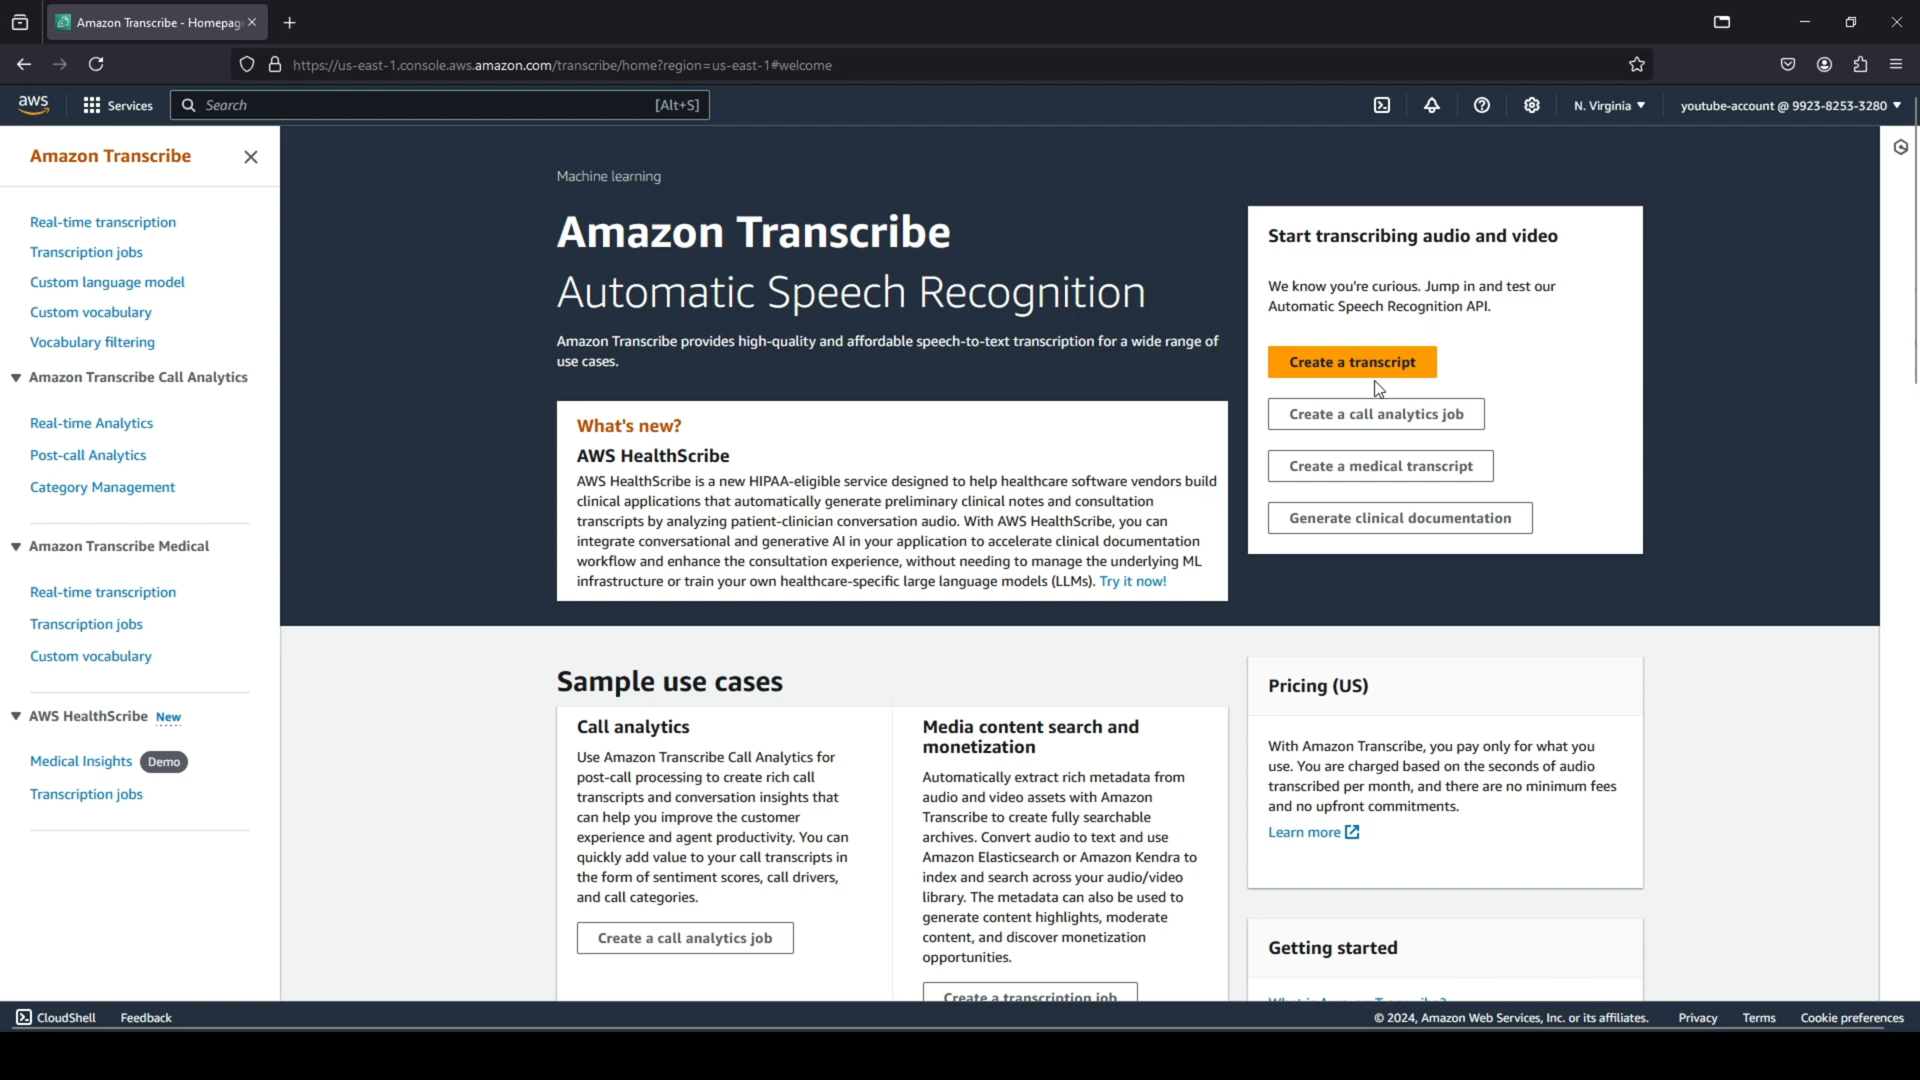 Amazon Transcribe - Homepag
https://us-east-1.console.aws.amazon.com/transcribe/home?region=us-east-1#welcome
aws
Services
Search
[Alt+S]
N. Virginia
youtube-account @ 9923-8253-3280
Amazon Transcribe
Real-time transcription
Transcription jobs
Custom language model
Custom vocabulary
Vocabulary filtering
Amazon Transcribe Call Analytics
Real-time Analytics
Post-call Analytics
Category Management
Amazon Transcribe Medical
Real-time transcription
Transcription jobs
Custom vocabulary
AWS HealthScribe New
Medical Insights Demo
Transcription jobs
Machine learning
Amazon Transcribe
Automatic Speech Recognition
Amazon Transcribe provides high-quality and affordable speech-to-text transcription for a wide range of
use cases.
What's new?
AWS HealthScribe
AWS HealthScribe is a new HIPAA-eligible service designed to help healthcare software vendors build
clinical applications that automatically generate preliminary clinical notes and consultation
transcripts by analyzing patient-clinician conversation audio. With AWS HealthScribe, you can
integrate conversational and generative AI in your application to accelerate clinical documentation
workflow and enhance the consultation experience, without needing to manage the underlying ML
infrastructure or train your own healthcare-specific large language models (LLMs). Try it now!
Start transcribing audio and video
We know you're curious. Jump in and test our
Automatic Speech Recognition API.
Create a transcript
Create a call analytics job
Create a medical transcript
Generate clinical documentation
Sample use cases
Call analytics
Use Amazon Transcribe Call Analytics for
post-call processing to create rich call
transcripts and conversation insights that
can help you improve the customer
experience and agent productivity. You can
quickly add value to your call transcripts in
the form of sentiment scores, call drivers,
and call categories.
Create a call analytics job
Media content search and
monetization
Automatically extract rich metadata from
audio and video assets with Amazon
Transcribe to create fully searchable
archives. Convert audio to text and use
Amazon Elasticsearch or Amazon Kendra to
index and search across your audio/video
library. The metadata can also be used to
generate content highlights, moderate
content, and discover monetization
opportunities.
Create a transcription job
Pricing (US)
With Amazon Transcribe, you pay only for what you
use. You are charged based on the seconds of audio
transcribed per month, and there are no minimum fees
and no upfront commitments.
Learn more
Getting started
CloudShell
Feedback
© 2024, Amazon Web Services, Inc. or its affiliates.
Privacy
Terms
Cookie preferences